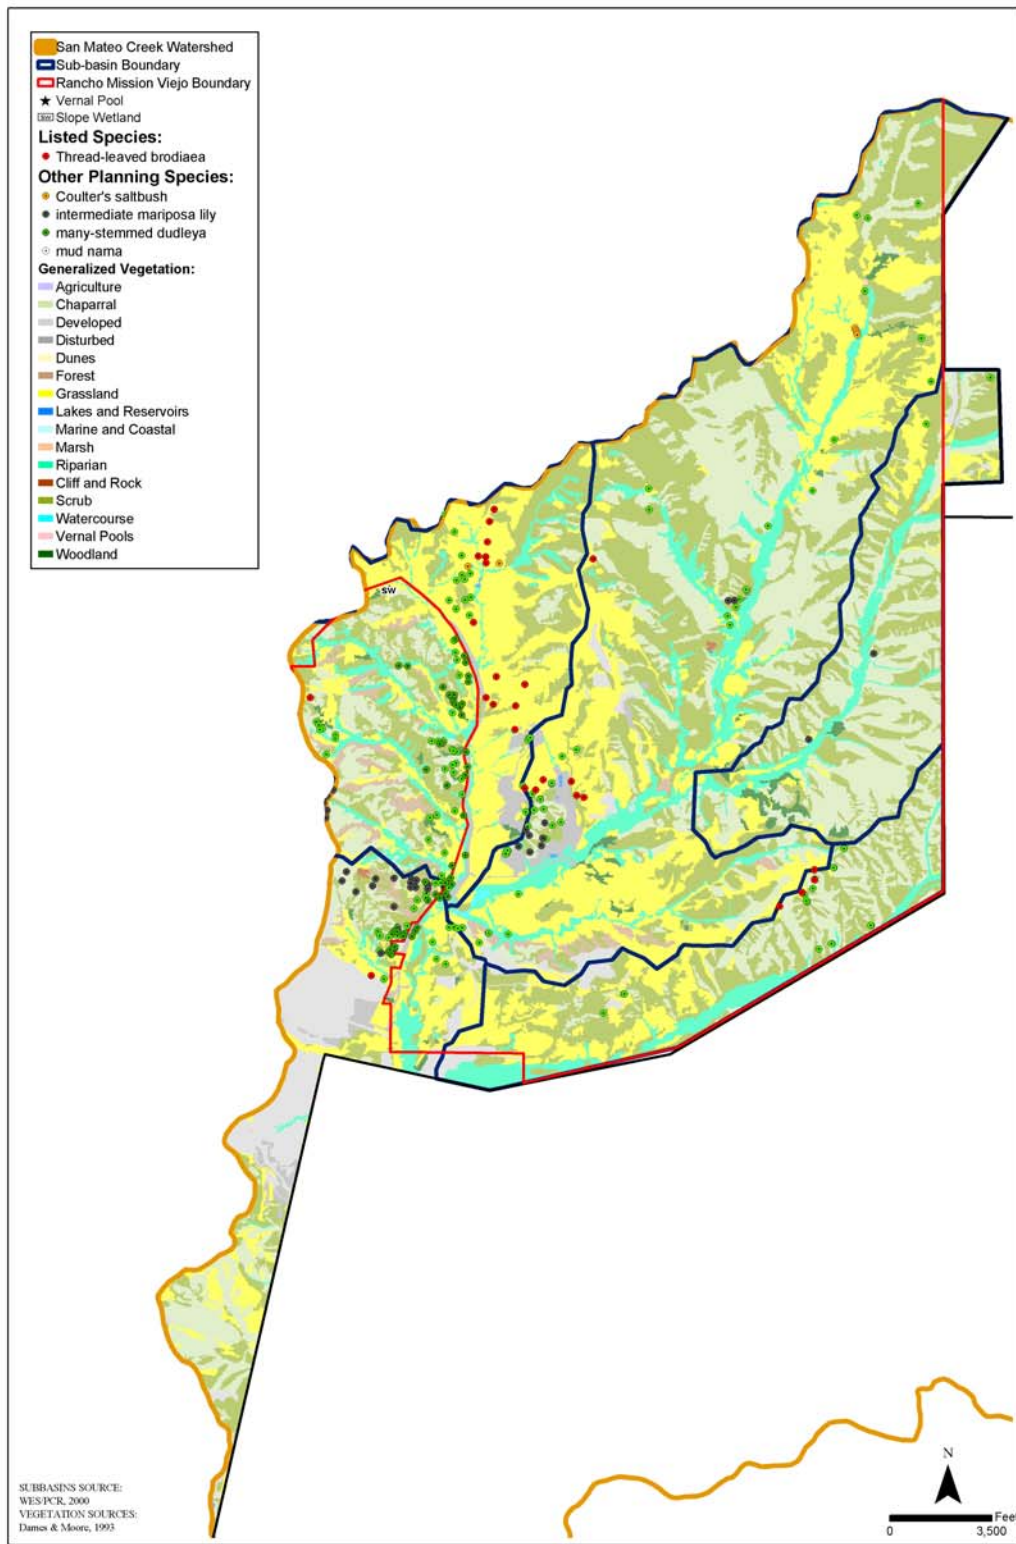 San Mateo Creek Watershed
Sub-basin Boundary
Rancho Mission Viejo Boundary
Vernal Pool
SW Slope Wetland
Listed Species:
Thread-leaved brodiaea
Other Planning Species:
Coulter's saltbush
intermediate mariposa lily
many-stemmed dudleya
mud nama
Generalized Vegetation:
Agriculture
Chaparral
Developed
Disturbed
Dunes
Forest
Grassland
Lakes and Reservoirs
Marine and Coastal
Marsh
Riparian
Cliff and Rock
Scrub
Watercourse
Vernal Pools
Woodland
SW
SUBBASINS SOURCE:
WES/PCR, 2000
VEGETATION SOURCES:
Dames & Moore, 1993
N
Feet
0 3,500